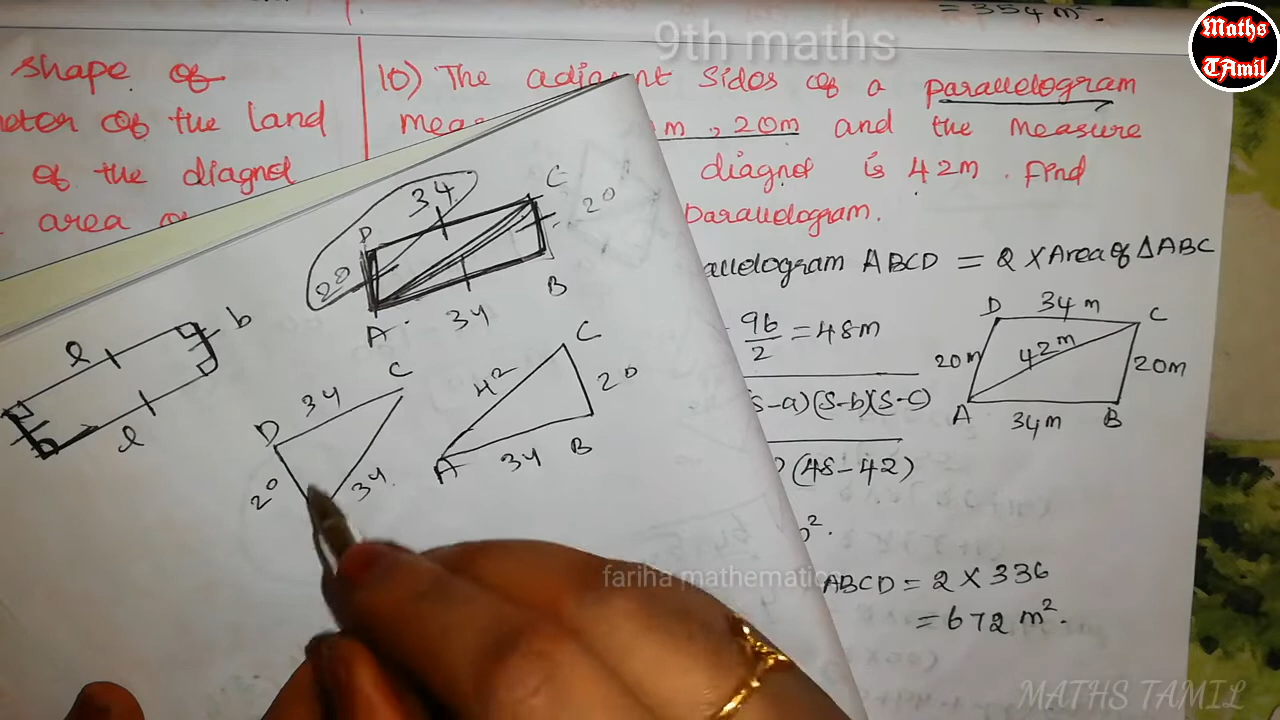 = 354 m².
9th maths
Maths
TAmil
shape of
of the land
of the diagnol
area
10) The adjacent Sides of a parallelogram
m, 20m and the measure
diagnol is 42m. Find
parallelogram.
ABCD = 2 X Area of ΔABC
96/2 = 48m
(s-a)(s-b)(s-c)
(48-42)
ABCD = 2 X 336
= 672 m².
D 34m C
20m 42m 20m
A 34m B
34 C
D 20
20
A 34 B
l b
l
D 34 C
20 34
C
42 20
A 34 B
fariha mathematic
MATHS TAMIL